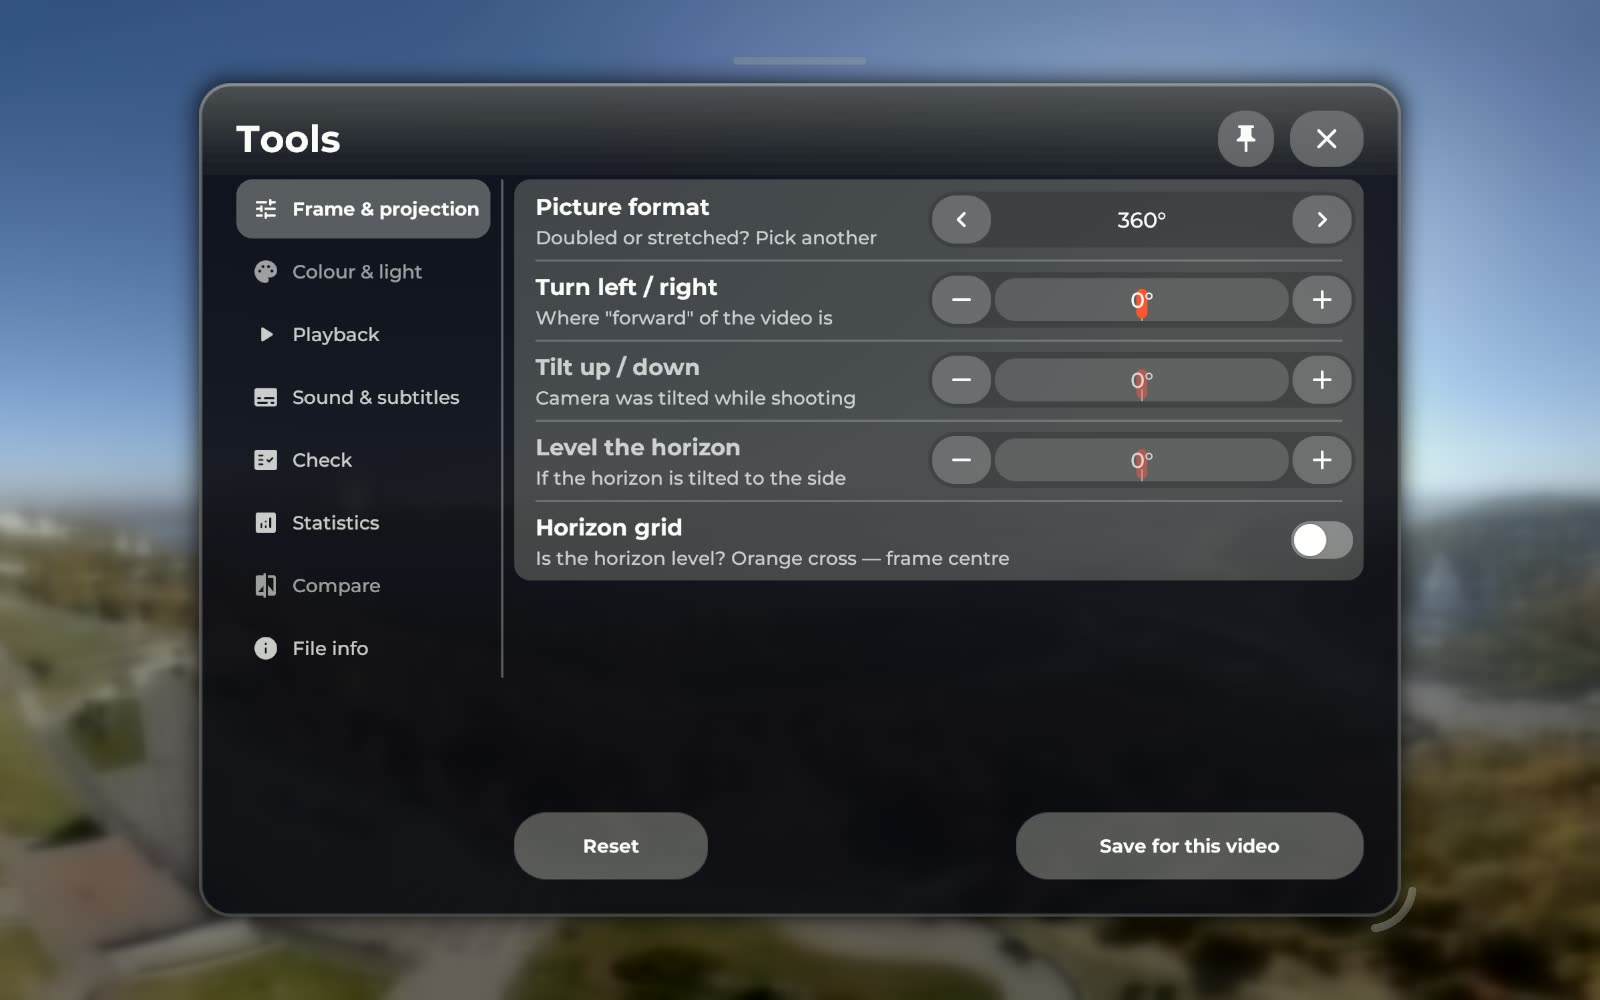 Tools
Frame & projection
Colour & light
Playback
Sound & subtitles
Check
Statistics
Compare
File info
Picture format
Doubled or stretched? Pick another
360°
Turn left / right
Where "forward" of the video is
0°
Tilt up / down
Camera was tilted while shooting
0°
Level the horizon
If the horizon is tilted to the side
0°
Horizon grid
Is the horizon level? Orange cross — frame centre
Reset
Save for this video